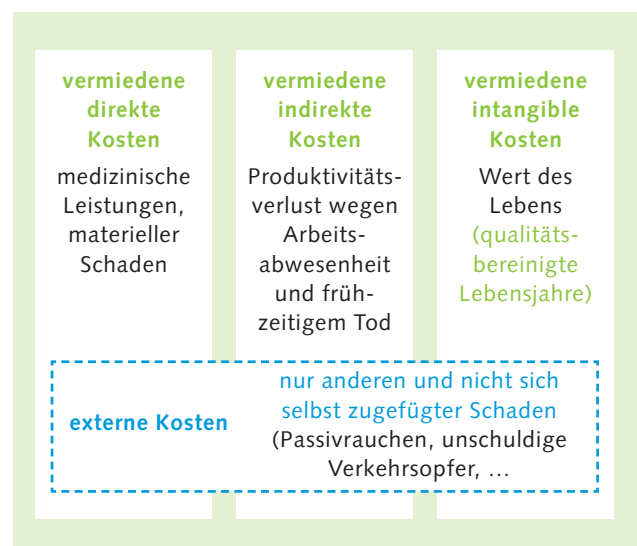 vermiedene
direkte
Kosten
medizinische
Leistungen,
materieller
Schaden
vermiedene
indirekte
Kosten
Produktivitäts-
verlust wegen
Arbeits-
abwesenheit
und früh-
zeitigem Tod
vermiedene
intangible
Kosten
Wert des
Lebens
(qualitäts-
bereinigte
Lebensjahre)
externe Kosten
nur anderen und nicht sich
selbst zugefügter Schaden
(Passivrauchen, unschuldige
Verkehrsopfer, …